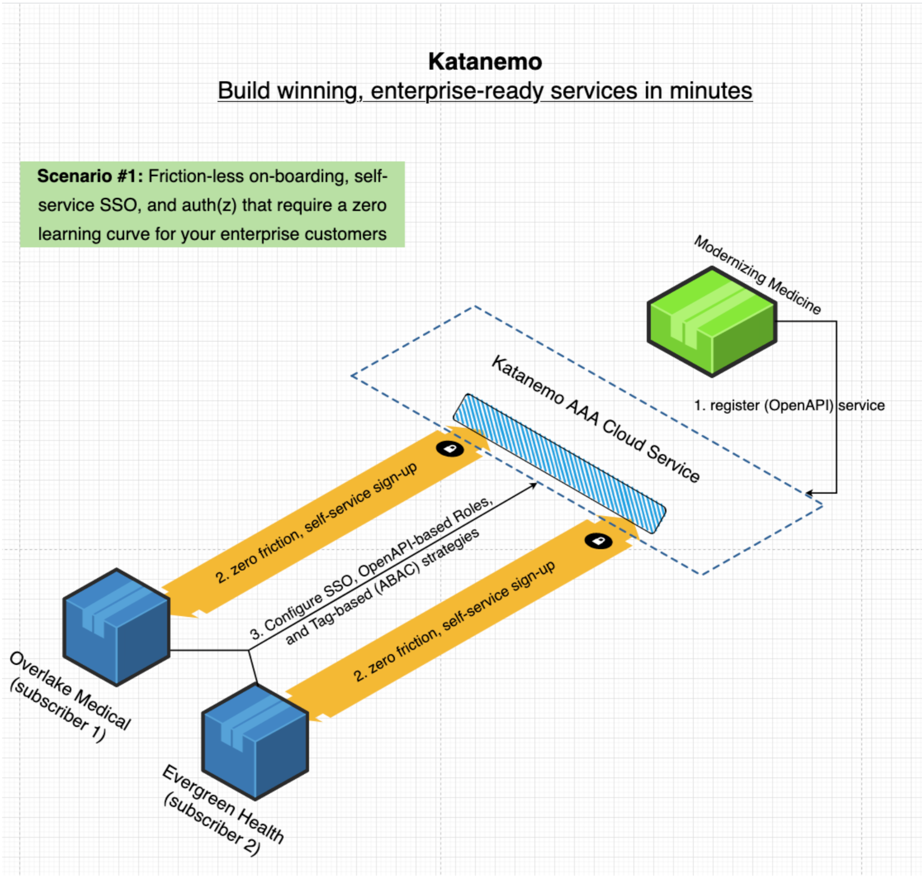 Katanemo
Build winning, enterprise-ready services in minutes
Scenario #1: Friction-less on-boarding, self-
service SSO, and auth(z) that require a zero
learning curve for your enterprise customers
Modernizing Medicine
1. register (OpenAPI) service
Katanemo AAA Cloud Service
2. zero friction, self-service sign-up
3. Configure SSO, OpenAPI-based Roles,
and Tag-based (ABAC) strategies
2. zero friction, self-service sign-up
Overlake Medical
(subscriber 1)
Evergreen Health
(subscriber 2)